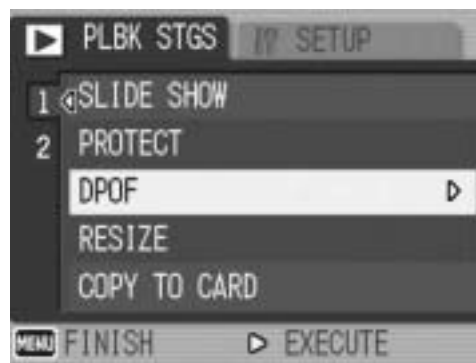 PLBK STGS SETUP
1 SLIDE SHOW
2 PROTECT
DPOF
RESIZE
COPY TO CARD
MENU FINISH EXECUTE